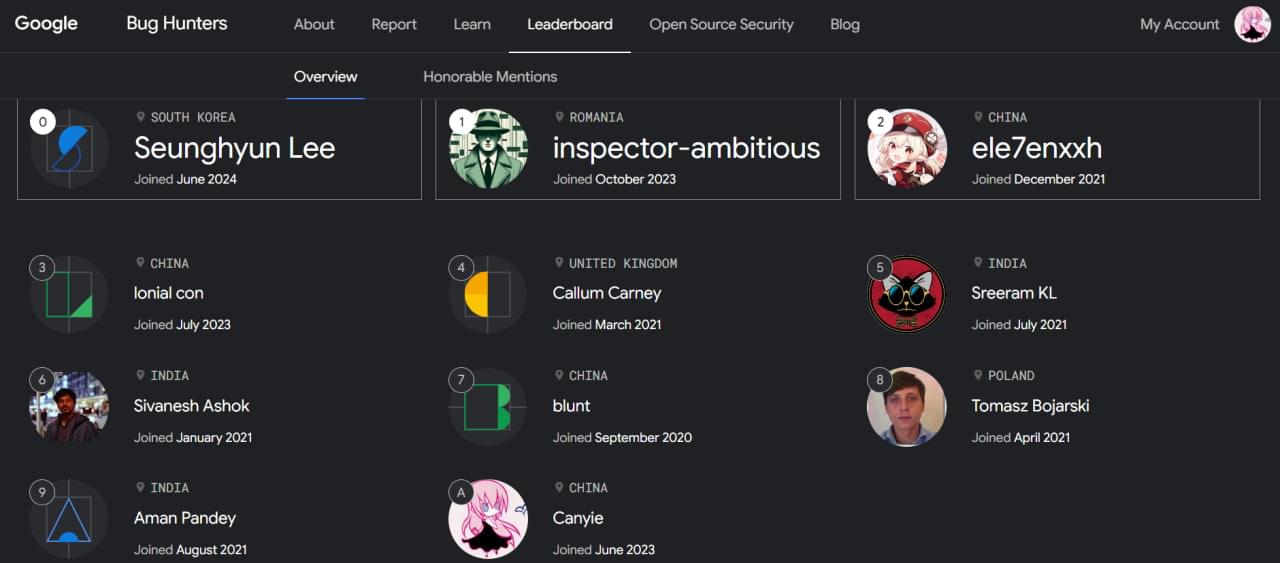 Google Bug Hunters About Report Learn Leaderboard Open Source Security Blog My Account
Overview Honorable Mentions
0
SOUTH KOREA
Seunghyun Lee
Joined June 2024
1
ROMANIA
inspector-ambitious
Joined October 2023
2
CHINA
ele7enxxh
Joined December 2021
3
CHINA
lonial con
Joined July 2023
4
UNITED KINGDOM
Callum Carney
Joined March 2021
5
INDIA
Sreeram KL
Joined July 2021
6
INDIA
Sivanesh Ashok
Joined January 2021
7
CHINA
blunt
Joined September 2020
8
POLAND
Tomasz Bojarski
Joined April 2021
9
INDIA
Aman Pandey
Joined August 2021
A
CHINA
Canyie
Joined June 2023